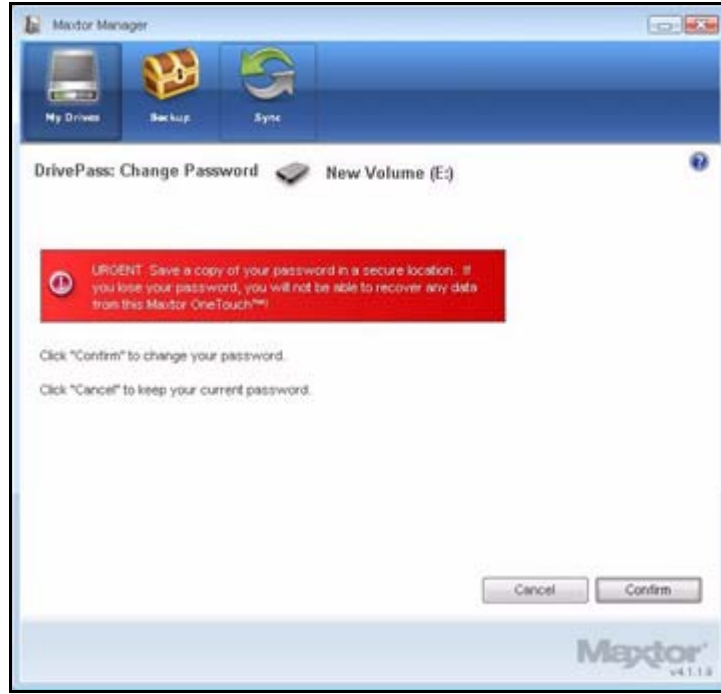 Maxtor Manager
My Drives Backup Sync
DrivePass: Change Password New Volume (E:)
URGENT: Save a copy of your password in a secure location. If
you lose your password, you will not be able to recover any data
from this Maxtor OneTouch™!
Click "Confirm" to change your password.
Click "Cancel" to keep your current password.
Cancel Confirm
Maxtor